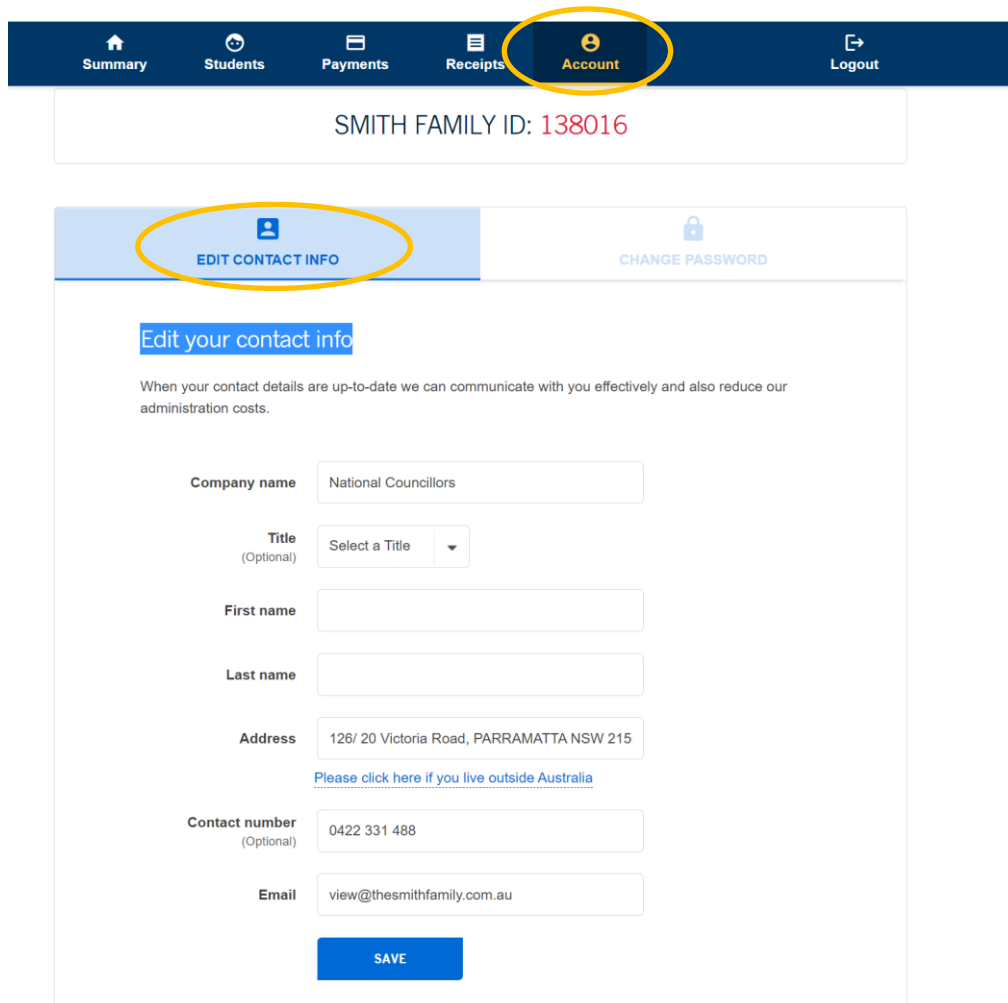 Summary Students Payments Receipts Account Logout
SMITH FAMILY ID: 138016
EDIT CONTACT INFO CHANGE PASSWORD
Edit your contact info
When your contact details are up-to-date we can communicate with you effectively and also reduce our
administration costs.
Company name National Councillors
Title Select a Title
(Optional)
First name
Last name
Address 126/ 20 Victoria Road, PARRAMATTA NSW 215
Please click here if you live outside Australia
Contact number 0422 331 488
(Optional)
Email view@thesmithfamily.com.au
SAVE